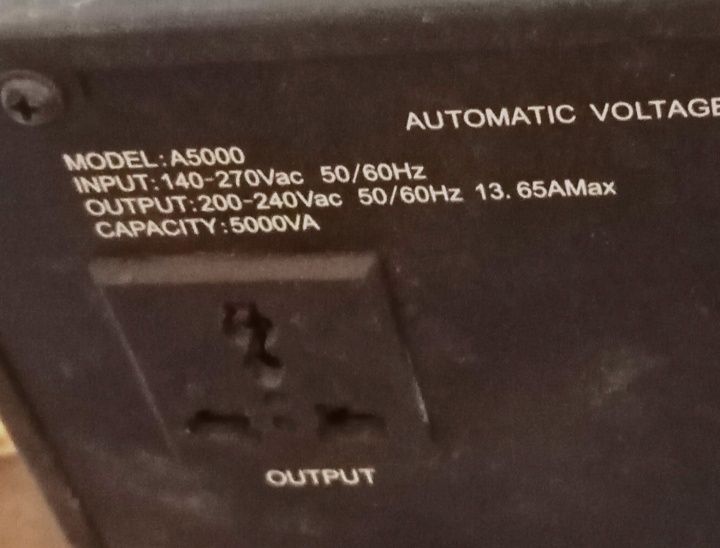 AUTOMATIC VOLTAGE
MODEL:A5000
INPUT:140-270Vac 50/60Hz
OUTPUT:200-240Vac 50/60Hz 13.65AMax
CAPACITY:5000VA
OUTPUT